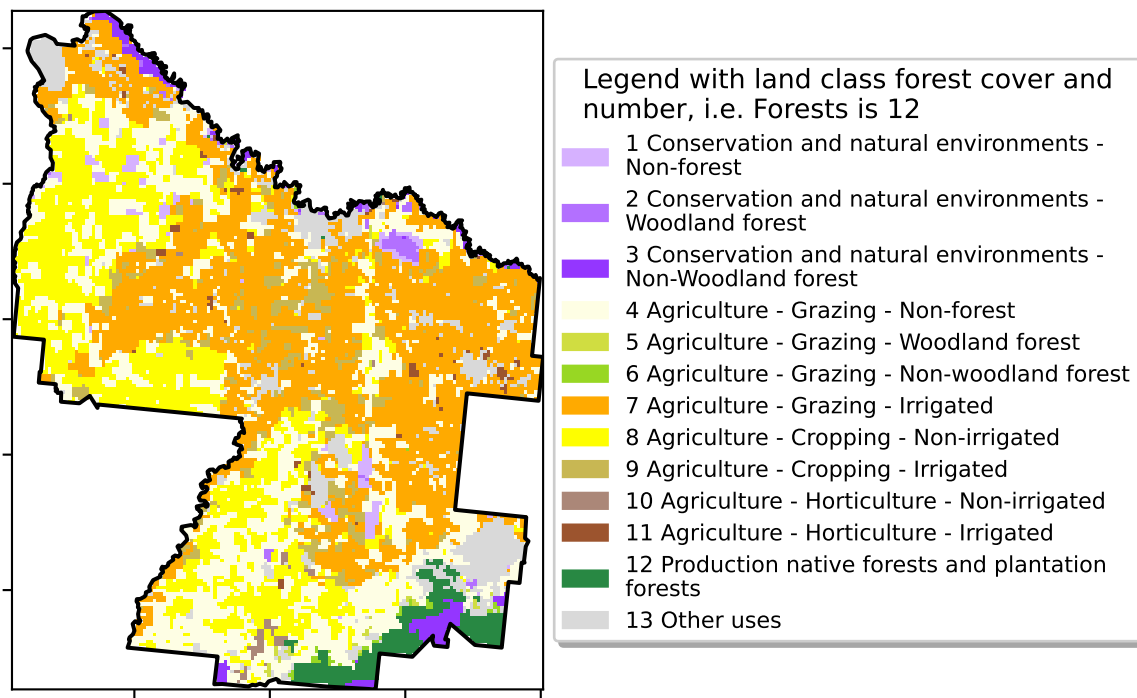 Legend with land class forest cover and
number, i.e. Forests is 12
1 Conservation and natural environments -
Non-forest
2 Conservation and natural environments -
Woodland forest
3 Conservation and natural environments -
Non-Woodland forest
4 Agriculture - Grazing - Non-forest
5 Agriculture - Grazing - Woodland forest
6 Agriculture - Grazing - Non-woodland forest
7 Agriculture - Grazing - Irrigated
8 Agriculture - Cropping - Non-irrigated
9 Agriculture - Cropping - Irrigated
10 Agriculture - Horticulture - Non-irrigated
11 Agriculture - Horticulture - Irrigated
12 Production native forests and plantation
forests
13 Other uses